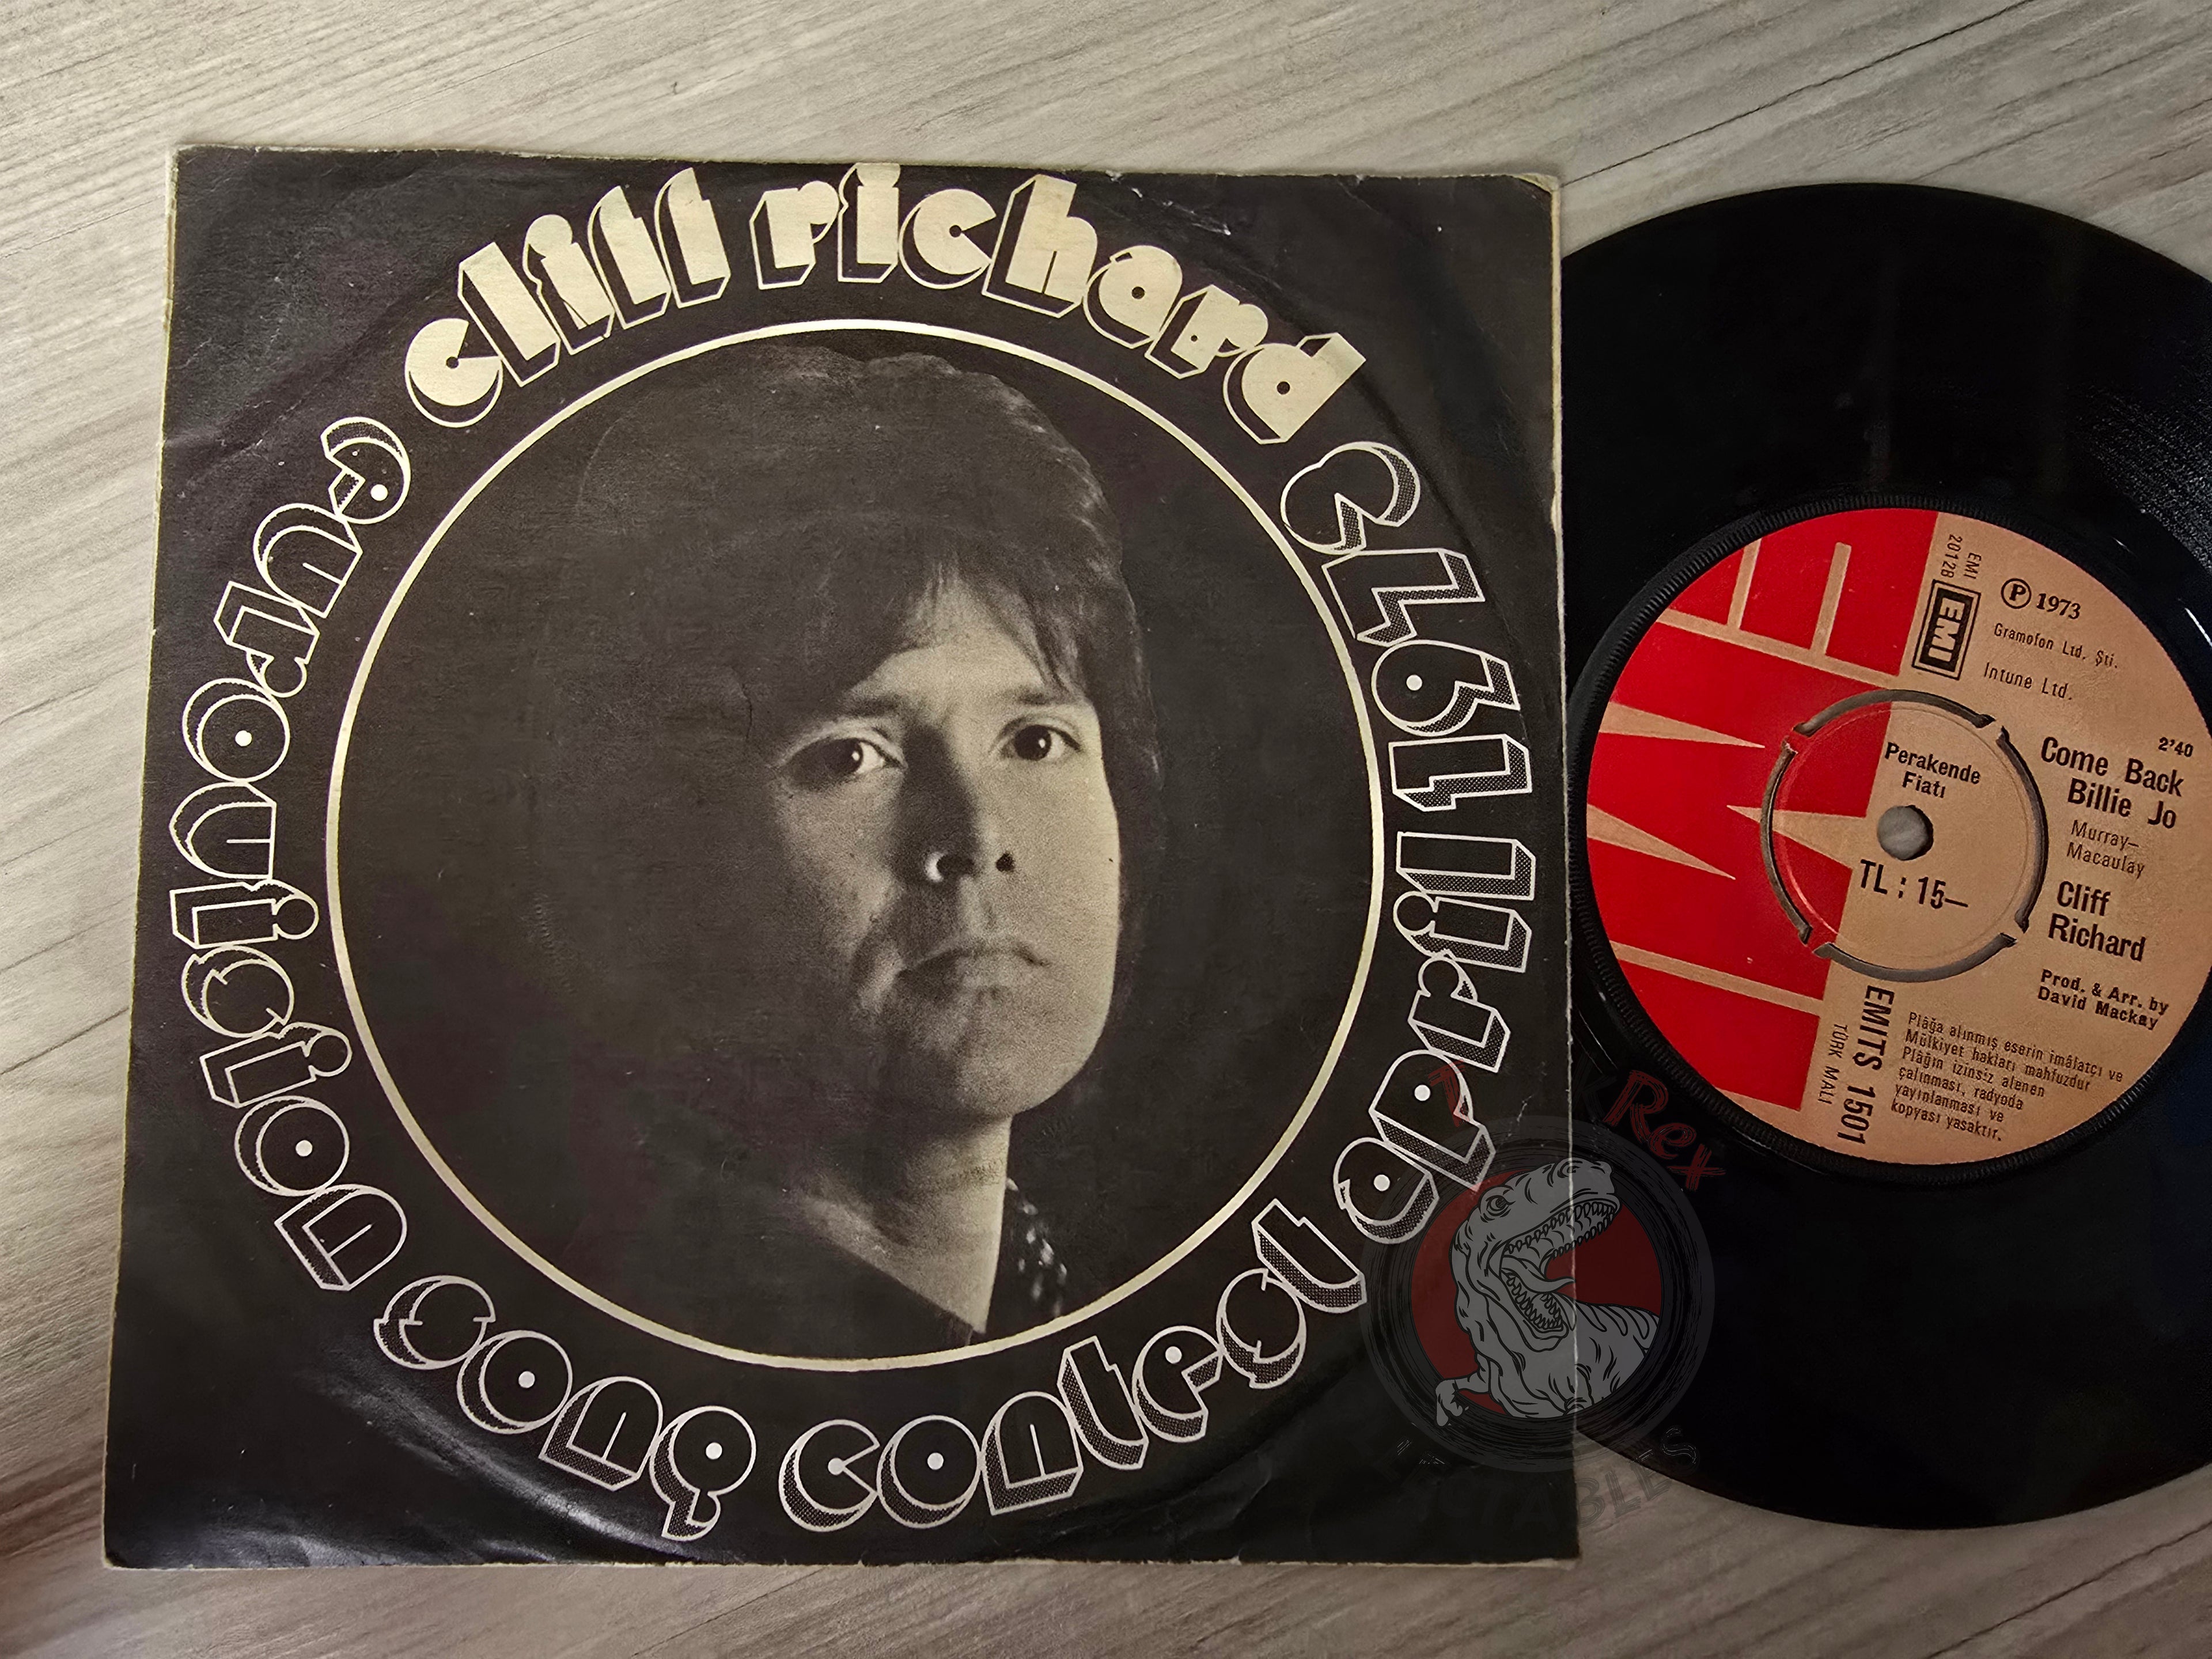 cliff richard
eurovision song contest april 1973
EMI
2012B
EMI
℗ 1973
Gramofon Ltd. Şti.
Intune Ltd.
2'40
Come Back
Billie Jo
Murray–
Macaulay
Cliff
Richard
Prod. & Arr. by
David Mackay
Perakende
Fiatı
TL : 15—
EMITS 1501
TÜRK MALI
Plâğa alınmış eserin imâlatçı ve
Mülkiyet hakları mahfuzdur
Plâğın izinsiz alenen
çalınması, radyoda
yayınlanması ve
kopyası yasaktır.
Rex